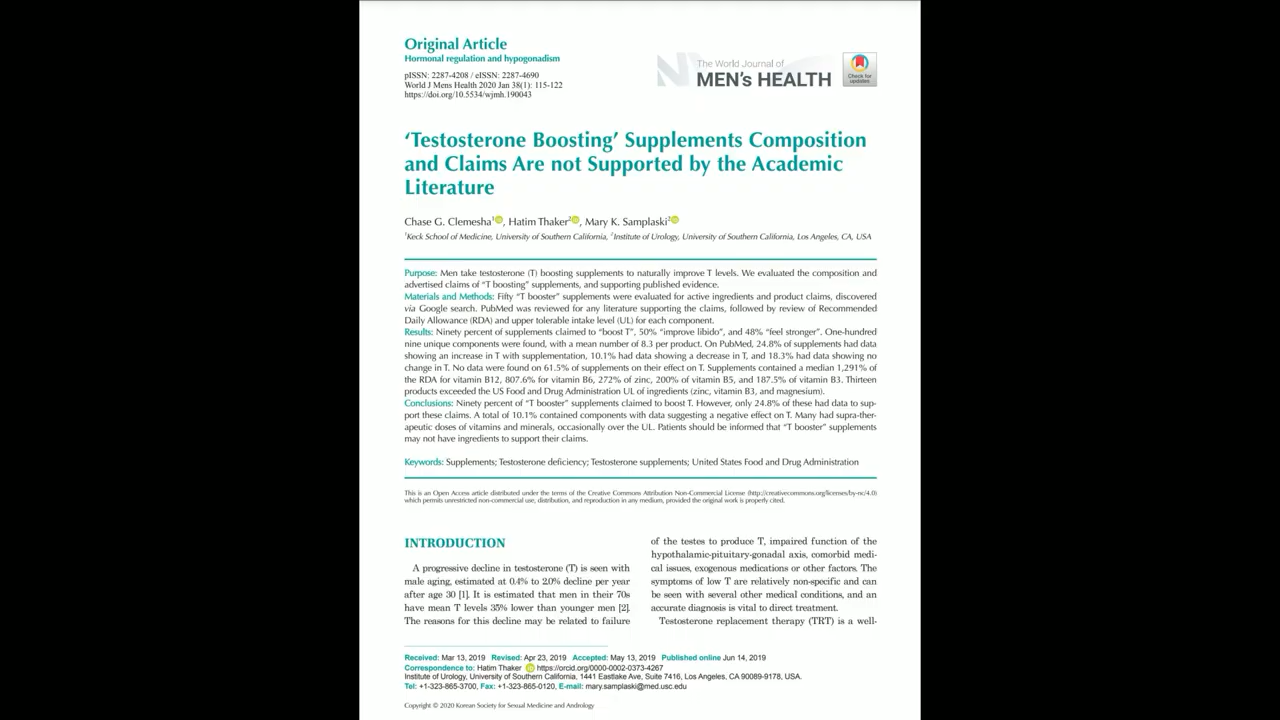 Original Article
Hormonal regulation and hypogonadism
pISSN: 2287-4208 / eISSN: 2287-4690
World J Mens Health 2020 Jan 38(1): 115-122
https://doi.org/10.5534/wjmh.190043
The World Journal of
MEN's HEALTH
Check for
updates
'Testosterone Boosting' Supplements Composition
and Claims Are not Supported by the Academic
Literature
Chase G. Clemesha1, Hatim Thaker2, Mary K. Samplaski2
1Keck School of Medicine, University of Southern California, 2Institute of Urology, University of Southern California, Los Angeles, CA, USA
Purpose: Men take testosterone (T) boosting supplements to naturally improve T levels. We evaluated the composition and
advertised claims of "T boosting" supplements, and supporting published evidence.
Materials and Methods: Fifty "T booster" supplements were evaluated for active ingredients and product claims, discovered
via Google search. PubMed was reviewed for any literature supporting the claims, followed by review of Recommended
Daily Allowance (RDA) and upper tolerable intake level (UL) for each component.
Results: Ninety percent of supplements claimed to "boost T", 50% "improve libido", and 48% "feel stronger". One-hundred
nine unique components were found, with a mean number of 8.3 per product. On PubMed, 24.8% of supplements had data
showing an increase in T with supplementation, 10.1% had data showing a decrease in T, and 18.3% had data showing no
change in T. No data were found on 61.5% of supplements on their effect on T. Supplements contained a median 1,291% of
the RDA for vitamin B12, 807.6% for vitamin B6, 272% of zinc, 200% of vitamin B5, and 187.5% of vitamin B3. Thirteen
products exceeded the US Food and Drug Administration UL of ingredients (zinc, vitamin B3, and magnesium).
Conclusions: Ninety percent of "T booster" supplements claimed to boost T. However, only 24.8% of these had data to sup-
port these claims. A total of 10.1% contained components with data suggesting a negative effect on T. Many had supra-ther-
apeutic doses of vitamins and minerals, occasionally over the UL. Patients should be informed that "T booster" supplements
may not have ingredients to support their claims.
Keywords: Supplements; Testosterone deficiency; Testosterone supplements; United States Food and Drug Administration
This is an Open Access article distributed under the terms of the Creative Commons Attribution Non-Commercial License (http://creativecommons.org/licenses/by-nc/4.0)
which permits unrestricted non-commercial use, distribution, and reproduction in any medium, provided the original work is properly cited.
INTRODUCTION
A progressive decline in testosterone (T) is seen with
male aging, estimated at 0.4% to 2.0% decline per year
after age 30 [1]. It is estimated that men in their 70s
have mean T levels 35% lower than younger men [2].
The reasons for this decline may be related to failure
of the testes to produce T, impaired function of the
hypothalamic-pituitary-gonadal axis, comorbid medi-
cal issues, exogenous medications or other factors. The
symptoms of low T are relatively non-specific and can
be seen with several other medical conditions, and an
accurate diagnosis is vital to direct treatment.
Testosterone replacement therapy (TRT) is a well-
Received: Mar 13, 2019 Revised: Apr 23, 2019 Accepted: May 13, 2019 Published online Jun 14, 2019
Correspondence to: Hatim Thaker https://orcid.org/0000-0002-0373-4267
Institute of Urology, University of Southern California, 1441 Eastlake Ave, Suite 7416, Los Angeles, CA 90089-9178, USA.
Tel: +1-323-865-3700, Fax: +1-323-865-0120, E-mail: mary.samplaski@med.usc.edu
Copyright © 2020 Korean Society for Sexual Medicine and Andrology